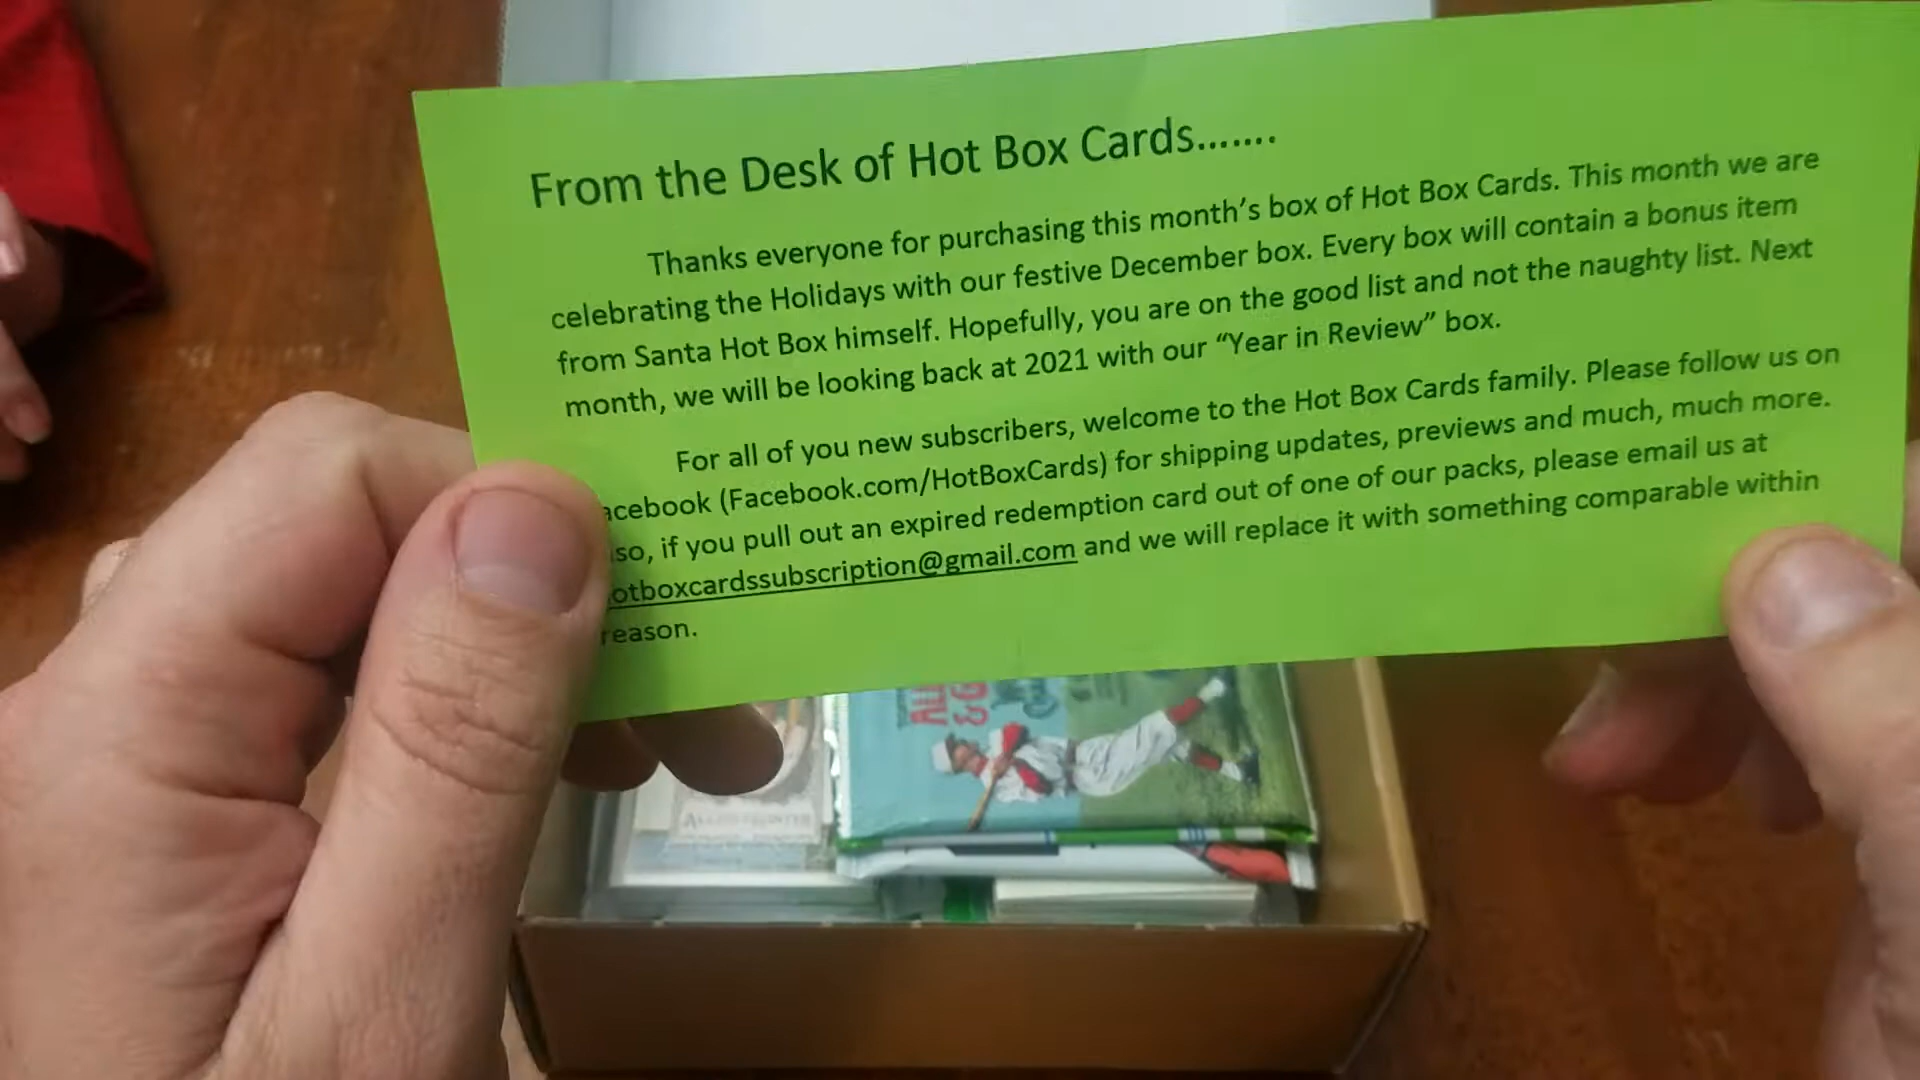 From the Desk of Hot Box Cards.......
Thanks everyone for purchasing this month's box of Hot Box Cards. This month we are
celebrating the Holidays with our festive December box. Every box will contain a bonus item
from Santa Hot Box himself. Hopefully, you are on the good list and not the naughty list. Next
month, we will be looking back at 2021 with our “Year in Review” box.
For all of you new subscribers, welcome to the Hot Box Cards family. Please follow us on
acebook (Facebook.com/HotBoxCards) for shipping updates, previews and much, much more.
so, if you pull out an expired redemption card out of one of our packs, please email us at
otboxcardssubscription@gmail.com and we will replace it with something comparable within
reason.